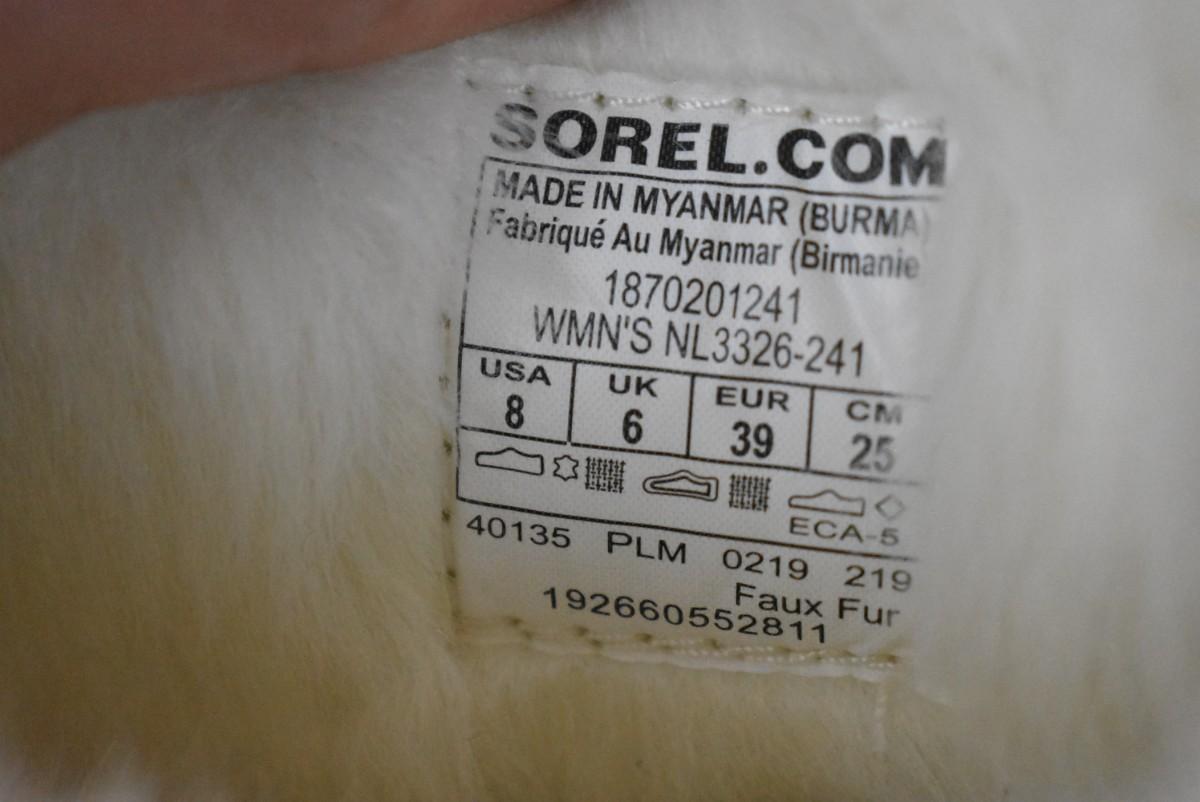 SOREL.COM
MADE IN MYANMAR (BURMA)
Fabriqué Au Myanmar (Birmanie
1870201241
WMN'S NL3326-241
USA UK EUR CM
8 6 39 25
ECA-5
40135 PLM 0219 219
Faux Fur
192660552811